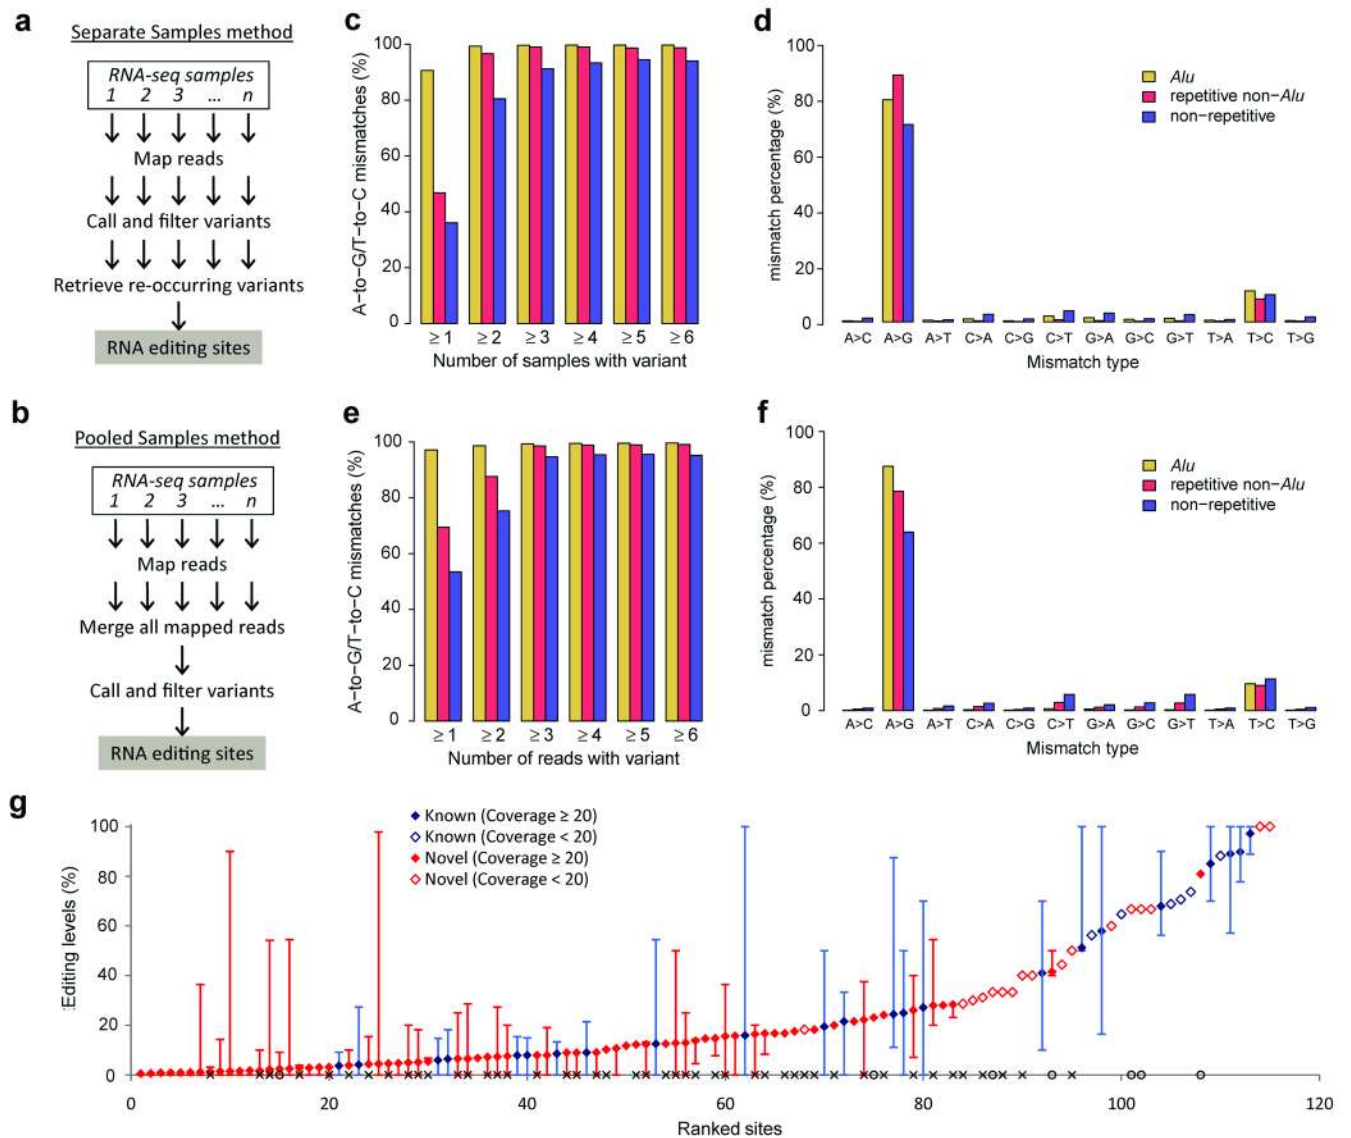 a
Separate Samples method
RNA-seq samples
1 2 3 ... n
Map reads
Call and filter variants
Retrieve re-occurring variants
RNA editing sites
b
Pooled Samples method
RNA-seq samples
1 2 3 ... n
Map reads
Merge all mapped reads
Call and filter variants
RNA editing sites
c
A−to−G/T−to−C mismatches (%)
100
80
60
40
20
0
≥ 1 ≥ 2 ≥ 3 ≥ 4 ≥ 5 ≥ 6
Number of samples with variant
d
mismatch percentage (%)
100
80
60
40
20
0
Alu
repetitive non−Alu
non−repetitive
A>C A>G A>T C>A C>G C>T G>A G>C G>T T>A T>C T>G
Mismatch type
e
A−to−G/T−to−C mismatches (%)
100
80
60
40
20
0
≥ 1 ≥ 2 ≥ 3 ≥ 4 ≥ 5 ≥ 6
Number of reads with variant
f
mismatch percentage (%)
100
80
60
40
20
0
Alu
repetitive non−Alu
non−repetitive
A>C A>G A>T C>A C>G C>T G>A G>C G>T T>A T>C T>G
Mismatch type
g
Editing levels (%)
100
80
60
40
20
0
Known (Coverage ≥ 20)
Known (Coverage < 20)
Novel (Coverage ≥ 20)
Novel (Coverage < 20)
0 20 40 60 80 100 120
Ranked sites